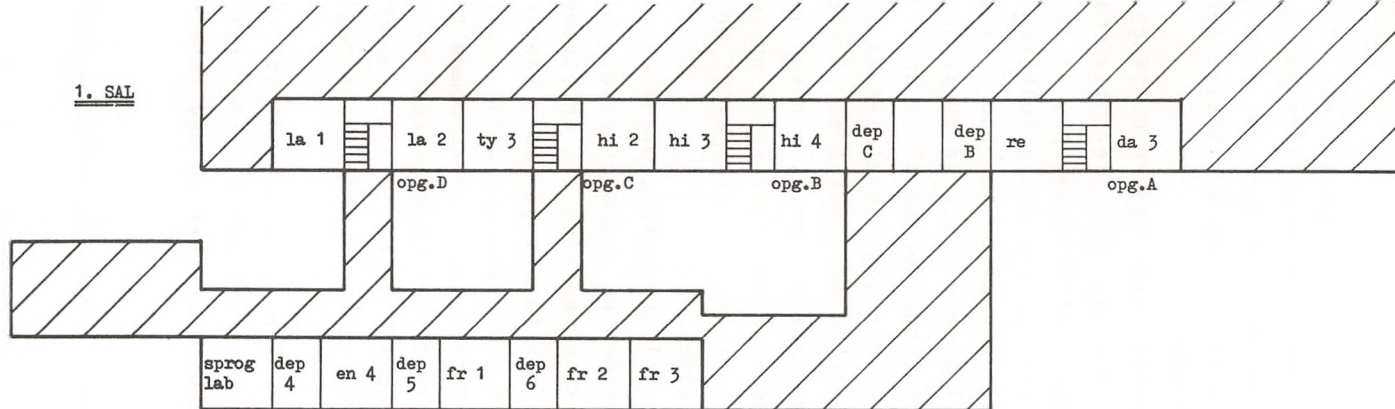 1. SAL
la 1
la 2
ty 3
hi 2
hi 3
hi 4
dep
C
dep
B
re
da 3
opg.D
opg.C
opg.B
opg.A
sprog
lab
dep
4
en 4
dep
5
fr 1
dep
6
fr 2
fr 3